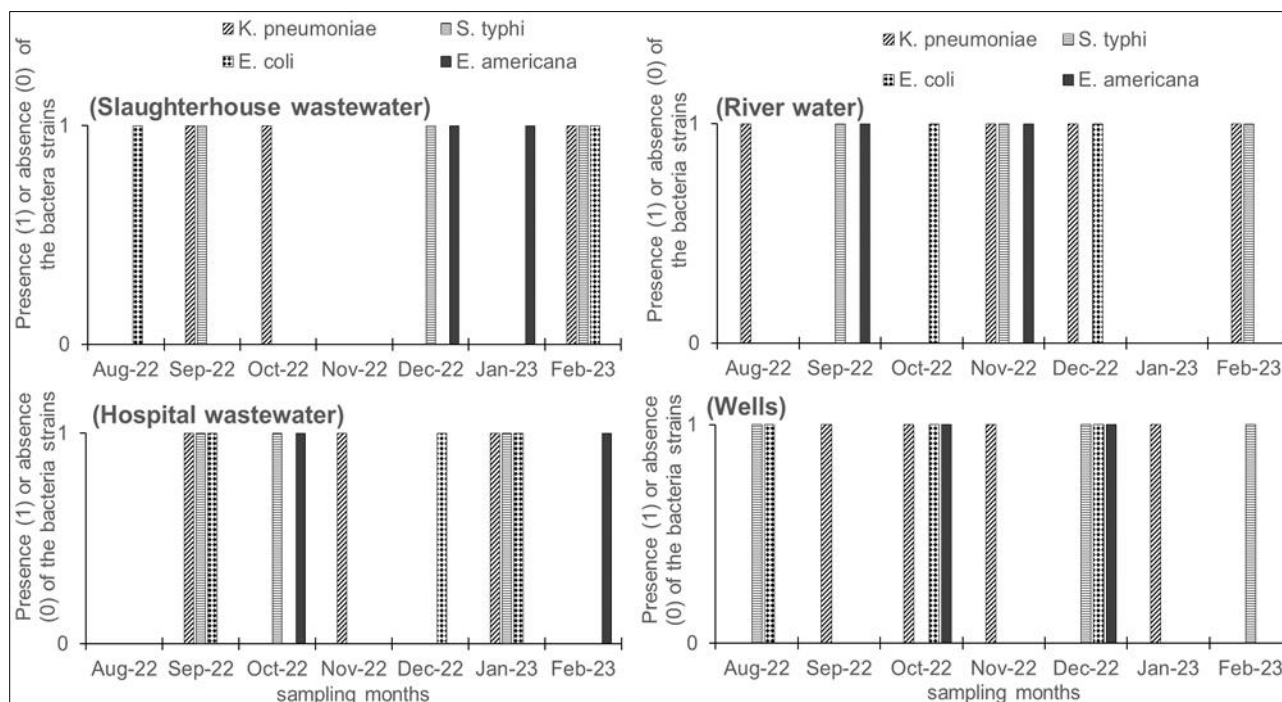 K. pneumoniae
S. typhi
E. coli
E. americana
(Slaughterhouse wastewater)
Presence (1) or absence (0) of
the bacteria strains
1
0
Aug-22 Sep-22 Oct-22 Nov-22 Dec-22 Jan-23 Feb-23
K. pneumoniae
S. typhi
E. coli
E. americana
(River water)
Presence (1) or absence (0) of
the bacteria strains
1
0
Aug-22 Sep-22 Oct-22 Nov-22 Dec-22 Jan-23 Feb-23
(Hospital wastewater)
Presence (1) or absence
(0) of the bacteria strains
1
0
Aug-22 Sep-22 Oct-22 Nov-22 Dec-22 Jan-23 Feb-23
sampling months
(Wells)
Presence (1) or absence
(0) of the bacteria strains
1
0
Aug-22 Sep-22 Oct-22 Nov-22 Dec-22 Jan-23 Feb-23
sampling months